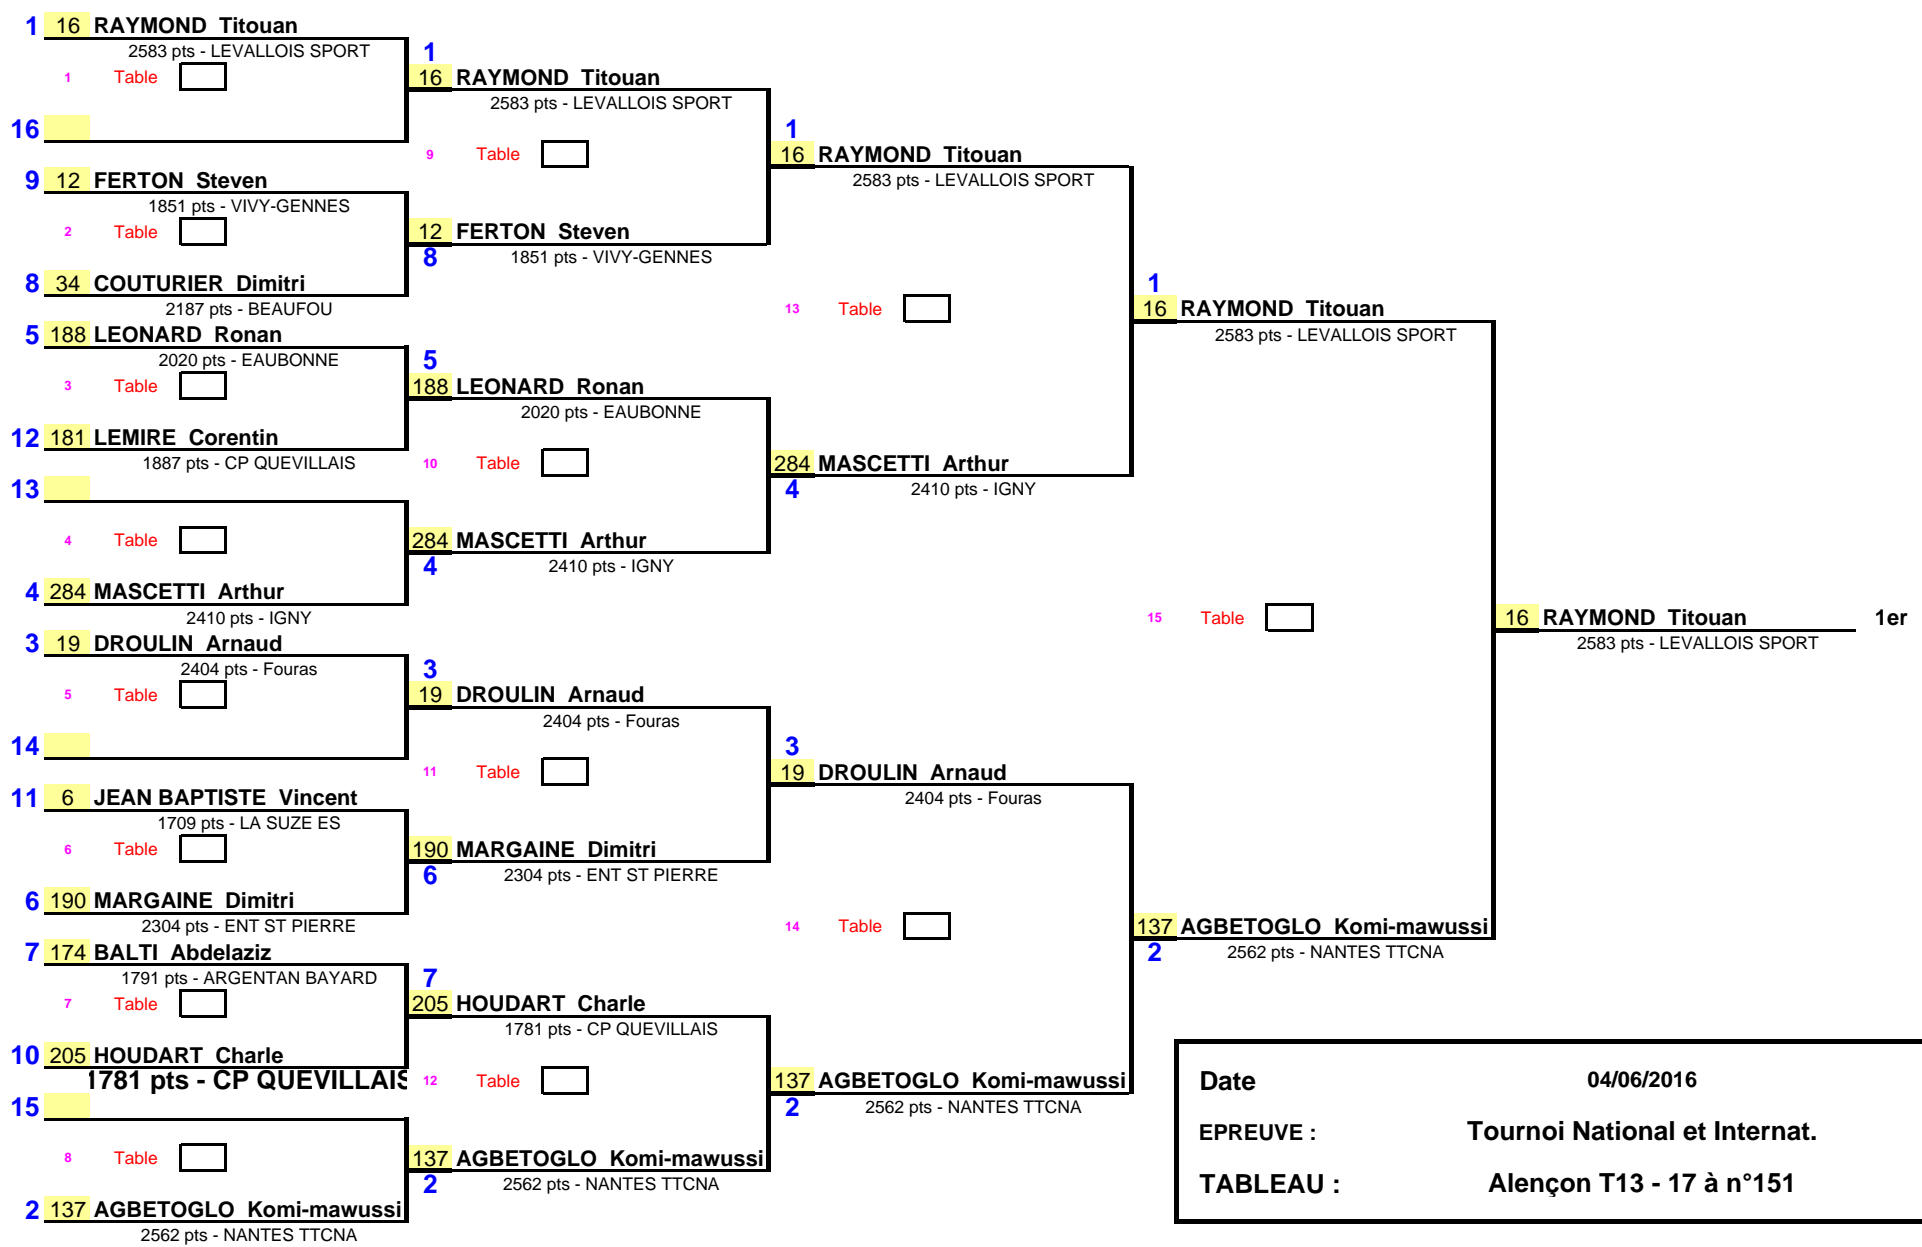 1 16 RAYMOND Titouan
2583 pts - LEVALLOIS SPORT
1 Table
16
9 12 FERTON Steven
1851 pts - VIVY-GENNES
2 Table
8 34 COUTURIER Dimitri
2187 pts - BEAUFOU
5 188 LEONARD Ronan
2020 pts - EAUBONNE
3 Table
12 181 LEMIRE Corentin
1887 pts - CP QUEVILLAIS
13
4 Table
4 284 MASCETTI Arthur
2410 pts - IGNY
3 19 DROULIN Arnaud
2404 pts - Fouras
5 Table
14
11 6 JEAN BAPTISTE Vincent
1709 pts - LA SUZE ES
6 Table
6 190 MARGAINE Dimitri
2304 pts - ENT ST PIERRE
7 174 BALTI Abdelaziz
1791 pts - ARGENTAN BAYARD
7 Table
10 205 HOUDART Charle
1781 pts - CP QUEVILLAIS
15
8 Table
2 137 AGBETOGLO Komi-mawussi
2562 pts - NANTES TTCNA
1
16 RAYMOND Titouan
2583 pts - LEVALLOIS SPORT
9 Table
12 FERTON Steven
8 1851 pts - VIVY-GENNES
5
188 LEONARD Ronan
2020 pts - EAUBONNE
10 Table
284 MASCETTI Arthur
4 2410 pts - IGNY
3
19 DROULIN Arnaud
2404 pts - Fouras
11 Table
190 MARGAINE Dimitri
6 2304 pts - ENT ST PIERRE
7
205 HOUDART Charle
1781 pts - CP QUEVILLAIS
12 Table
137 AGBETOGLO Komi-mawussi
2 2562 pts - NANTES TTCNA
1
16 RAYMOND Titouan
2583 pts - LEVALLOIS SPORT
13 Table
284 MASCETTI Arthur
4 2410 pts - IGNY
3
19 DROULIN Arnaud
2404 pts - Fouras
14 Table
137 AGBETOGLO Komi-mawussi
2 2562 pts - NANTES TTCNA
1
16 RAYMOND Titouan
2583 pts - LEVALLOIS SPORT
15 Table
137 AGBETOGLO Komi-mawussi
2 2562 pts - NANTES TTCNA
16 RAYMOND Titouan 1er
2583 pts - LEVALLOIS SPORT
Date 04/06/2016
EPREUVE : Tournoi National et Internat.
TABLEAU : Alençon T13 - 17 à n°151